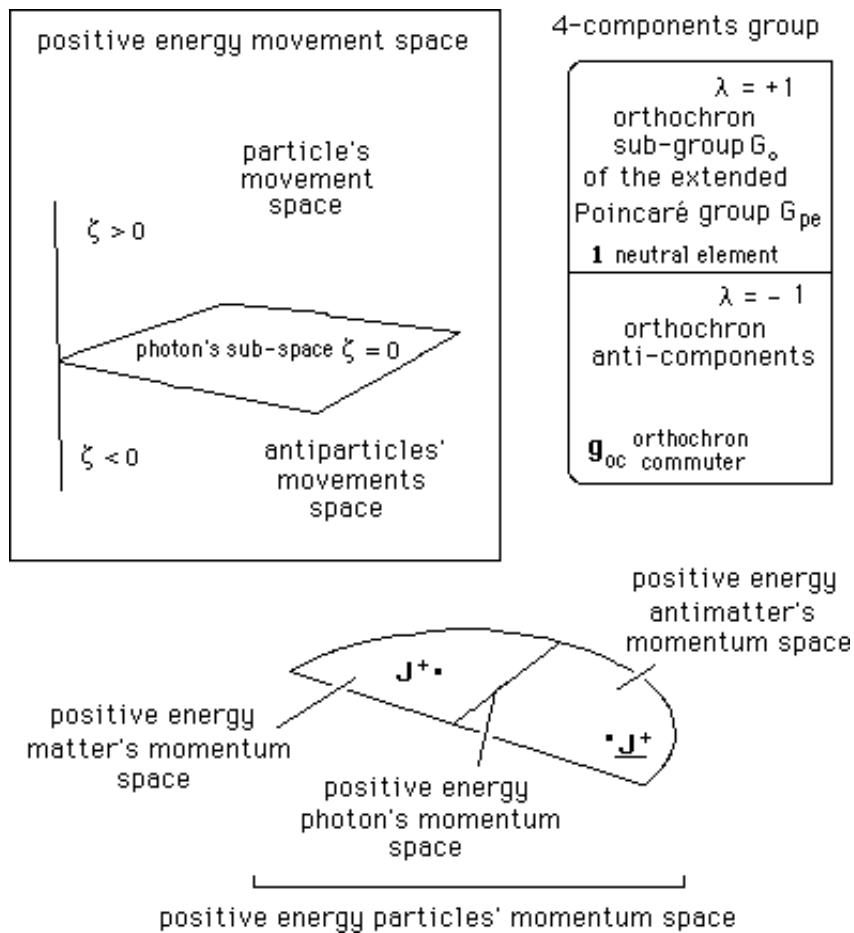 positive energy movement space
particle's
movement
space
ζ > 0
photon's sub-space ζ = 0
ζ < 0
antiparticles'
movements
space
4-components group
λ = +1
orthochron
sub-group Gₒ
of the extended
Poincaré group Gpe
1 neutral element
λ = - 1
orthochron
anti-components
goc orthochron
commuter
positive energy
antimatter's
momentum space
J⁺
J⁺
positive energy
matter's momentum
space
positive energy
photon's momentum
space
positive energy particles' momentum space